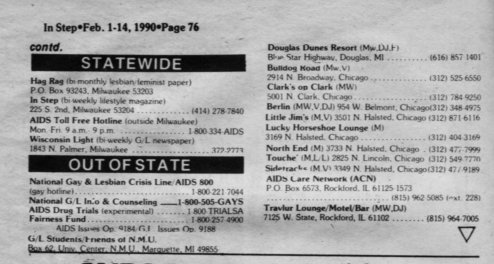 In Step•Feb. 1-14, 1990•Page 76
contd.
STATEWIDE
Hag Rag (bi-monthly lesbian/feminist paper)
P.O. Box 93243, Milwaukee 53203
In Step (bi-weekly lifestyle magazine)
225 S. 2nd, Milwaukee 53204 (414) 278-7840
AIDS Toll Free Hotline (outside Milwaukee)
Mon. Fri. 9 a.m. 9 p.m. 1-800-334-AIDS
Wisconsin Light (bi-weekly G/L newspaper)
1843 N. Palmer, Milwaukee 372-2773
OUT OF STATE
National Gay & Lesbian Crisis Line/AIDS 800
(gay hotline) 1-800-221-7044
National G/L Info & Counseling 1-800-505-GAYS
AIDS Drug Trials (experimental) 1-800-TRIALSA
Fairness Fund 1-800-257-4900
AIDS Issues Op. 9184/G/L Issues Op. 9188
G/L Students/Friends of N.M.U.
Box 62, Univ. Center, N.M.U., Marquette, MI 49855
Douglas Dunes Resort (Mw,DJ,F)
Blue Star Highway, Douglas, MI (616) 857-1401
Bulldog Road (Mw,V)
2914 N. Broadway, Chicago (312) 525-6550
Clark's on Clark (MW)
5001 N. Clark, Chicago (312) 784-9250
Berlin (MW,V,DJ) 954 W. Belmont, Chicago (312) 348-4975
Little Jim's (M,V) 3501 N. Halsted, Chicago (312) 871-6116
Lucky Horseshoe Lounge (M)
3169 N. Halsted, Chicago (312) 404-3169
North End (M) 3733 N. Halsted, Chicago (312) 477-7999
Touche' (M,L/L) 2825 N. Lincoln, Chicago (312) 549-7770
Sidetracks (M,V) 3349 N. Halsted, Chicago (312) 477-9189
AIDS Care Network (ACN)
P.O. Box 6573, Rockford, IL 61125-1573
(815) 962-5085 (ext. 228)
Travlur Lounge/Motel/Bar (MW,DJ)
7125 W. State, Rockford, IL 61102 (815) 964-7005